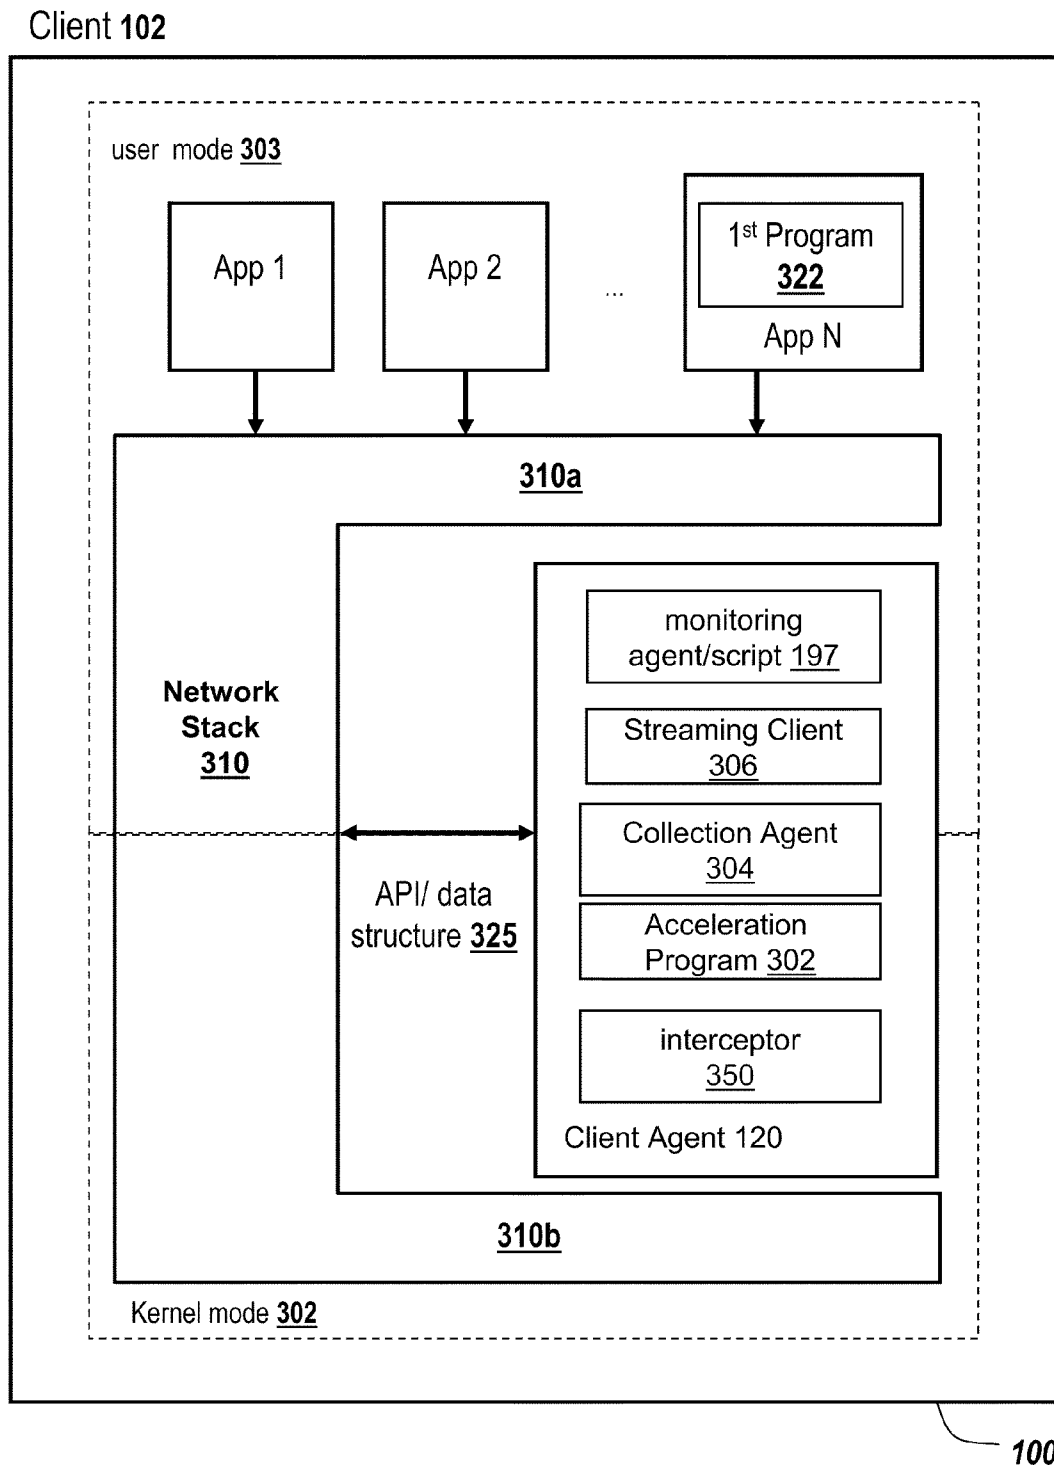 Client 102
user mode 303
App 1
App 2
...
1st Program
322
App N
310a
Network
Stack
310
monitoring
agent/script 197
Streaming Client
306
Collection Agent
304
API/ data
structure 325
Acceleration
Program 302
interceptor
350
Client Agent 120
310b
Kernel mode 302
100